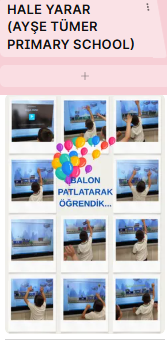 HALE YARAR
(AYŞE TÜMER
PRIMARY SCHOOL)
BALON
PATLATARAK
ÖĞRENDİK...